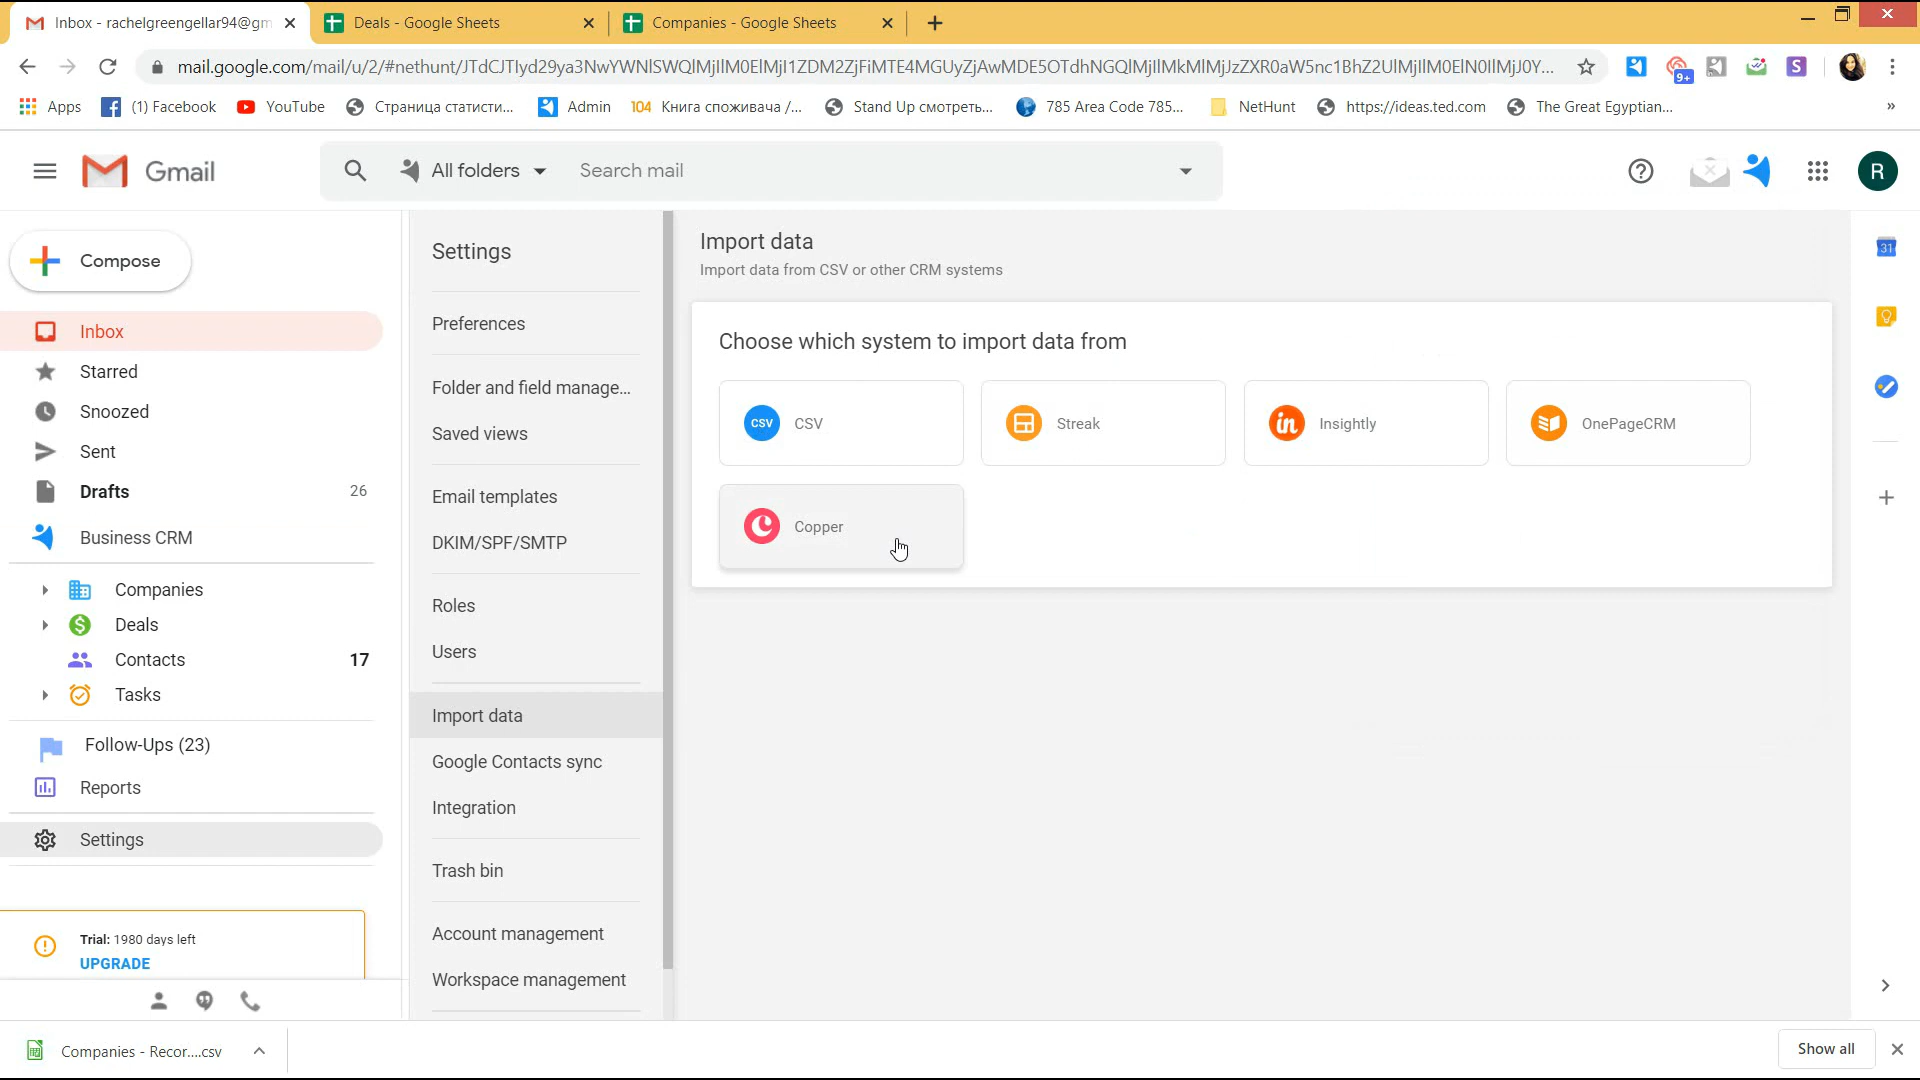 Inbox - rachelgreengellar94@gm
Deals - Google Sheets
Companies - Google Sheets
mail.google.com/mail/u/2/#nethunt/JTdCJTIyd29ya3NwYWNlSWQlMjIlM0ElMjI1ZDM2ZjFiMTE4MGUyZjAwMDE5OTdhNGQlMjIlMkMlMjJzZXR0aW5nc1BhZ2UlMjIlM0ElN0IlMjJ0Y...
9+
Apps
(1) Facebook
YouTube
Страница статисти...
Admin
104 Книга споживача /...
Stand Up смотреть...
785 Area Code 785...
NetHunt
https://ideas.ted.com
The Great Egyptian...
»
Gmail
All folders
Search mail
R
Compose
Inbox
Starred
Snoozed
Sent
Drafts 26
Business CRM
Companies
Deals
Contacts 17
Tasks
Follow-Ups (23)
Reports
Settings
Trial: 1980 days left
UPGRADE
Settings
Preferences
Folder and field manage...
Saved views
Email templates
DKIM/SPF/SMTP
Roles
Users
Import data
Google Contacts sync
Integration
Trash bin
Account management
Workspace management
Import data
Import data from CSV or other CRM systems
Choose which system to import data from
CSV CSV
Streak
in Insightly
OnePageCRM
Copper
31
Companies - Recor....csv
Show all
S